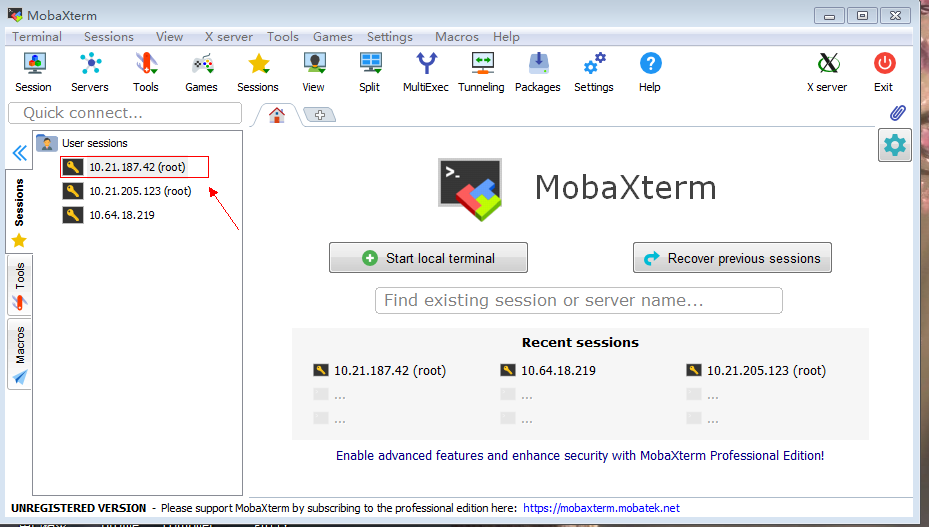 MobaXterm
Terminal Sessions View X server Tools Games Settings Macros Help
Session Servers Tools Games Sessions View Split MultiExec Tunneling Packages Settings Help X server Exit
Quick connect...
User sessions
10.21.187.42 (root)
10.21.205.123 (root)
10.64.18.219
Sessions
Tools
Macros
>_
MobaXterm
Start local terminal
Recover previous sessions
Find existing session or server name...
Recent sessions
10.21.187.42 (root) 10.64.18.219 10.21.205.123 (root)
... ... ...
... ... ...
Enable advanced features and enhance security with MobaXterm Professional Edition!
UNREGISTERED VERSION - Please support MobaXterm by subscribing to the professional edition here: https://mobaxterm.mobatek.net